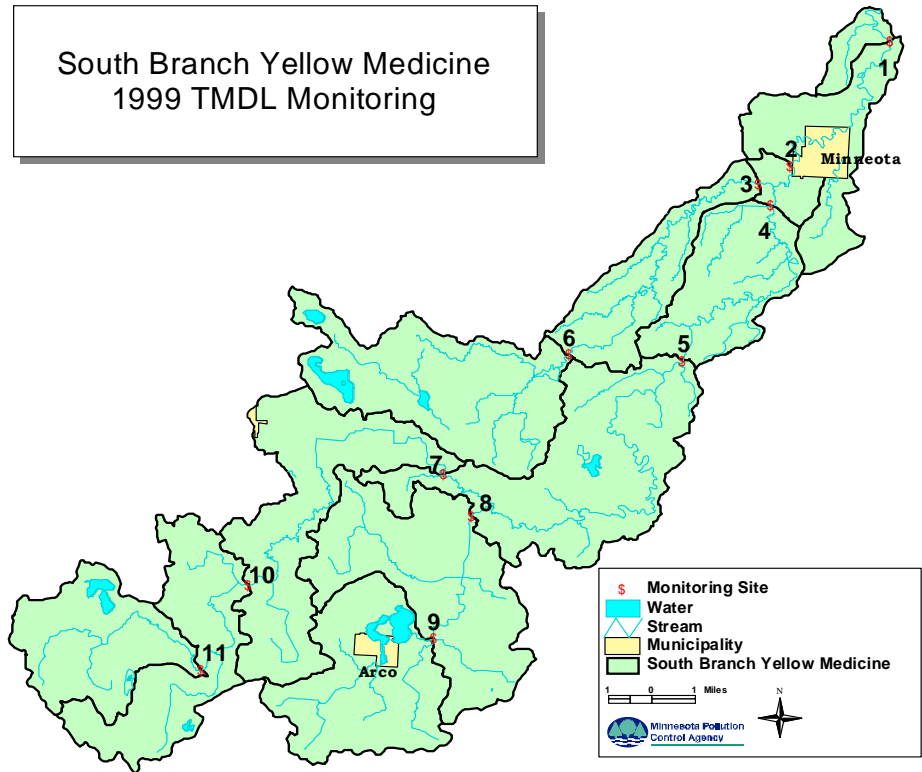 South Branch Yellow Medicine
1999 TMDL Monitoring
1
2
Minneota
3
4
6
5
7
8
10
9
11
Arco
$ Monitoring Site
Water
Stream
Municipality
South Branch Yellow Medicine
1 0 1 Miles
N
Minnesota Pollution
Control Agency